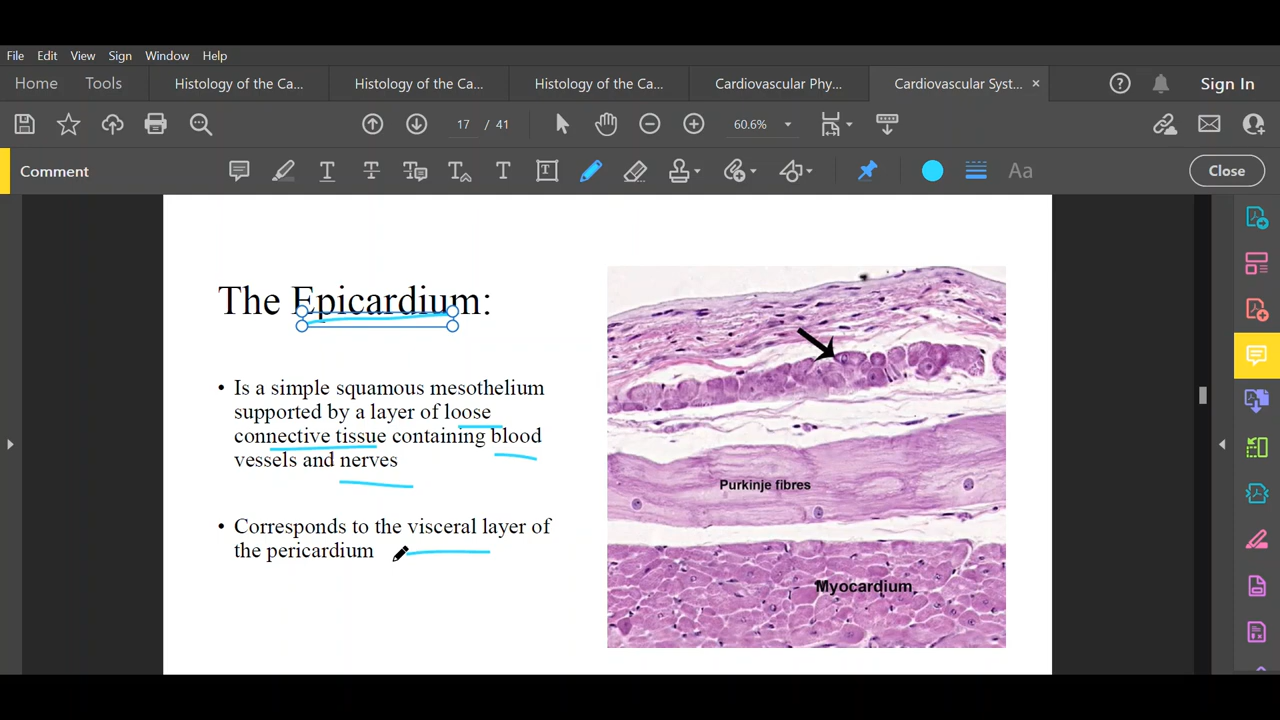 File Edit View Sign Window Help
Home Tools Histology of the Ca... Histology of the Ca... Histology of the Ca... Cardiovascular Phy... Cardiovascular Syst... × Sign In
17 / 41 60.6%
Comment Aa Close
The Epicardium:
• Is a simple squamous mesothelium
supported by a layer of loose
connective tissue containing blood
vessels and nerves
• Corresponds to the visceral layer of
the pericardium
Purkinje fibres
Myocardium